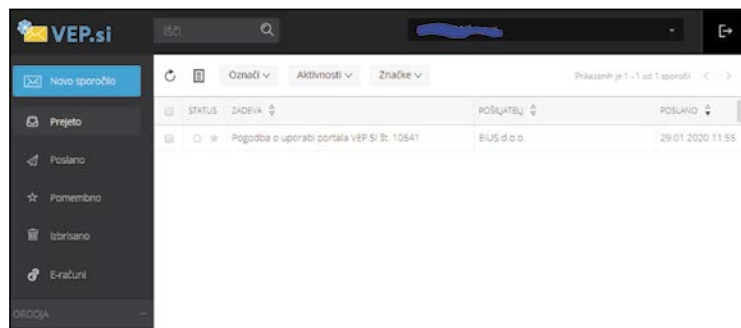 VEP.si
IŠČI
Novo sporočilo
Označi
Aktivnosti
Značke
Prikazanih je 1 - 1 od 1 sporočil
STATUS
ZADEVA
POŠILJATELJ
POSLANO
Prejeto
Pogodba o uporabi portala VEP.SI št. 10541
EIUS d.o.o.
29.01.2020 11:55
Poslano
Pomembno
Izbrisano
E-računi
ORODJA